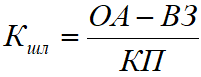 Кшл = ОА − ВЗ
КП